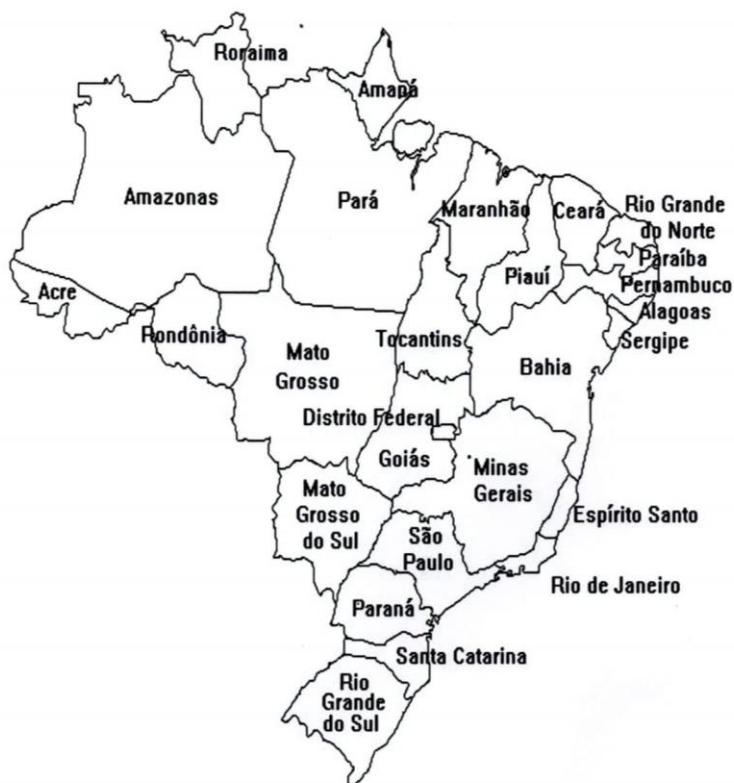 Roraima
Amapá
Amazonas
Pará
Maranhão
Ceará
Rio Grande
do Norte
Paraíba
Piauí
Pernambuco
Acre
Alagoas
Rondônia
Tocantins
Sergipe
Mato
Grosso
Bahia
Distrito Federal
Goiás
Minas
Gerais
Mato
Grosso
do Sul
Espírito Santo
São
Paulo
Rio de Janeiro
Paraná
Santa Catarina
Rio
Grande
do Sul